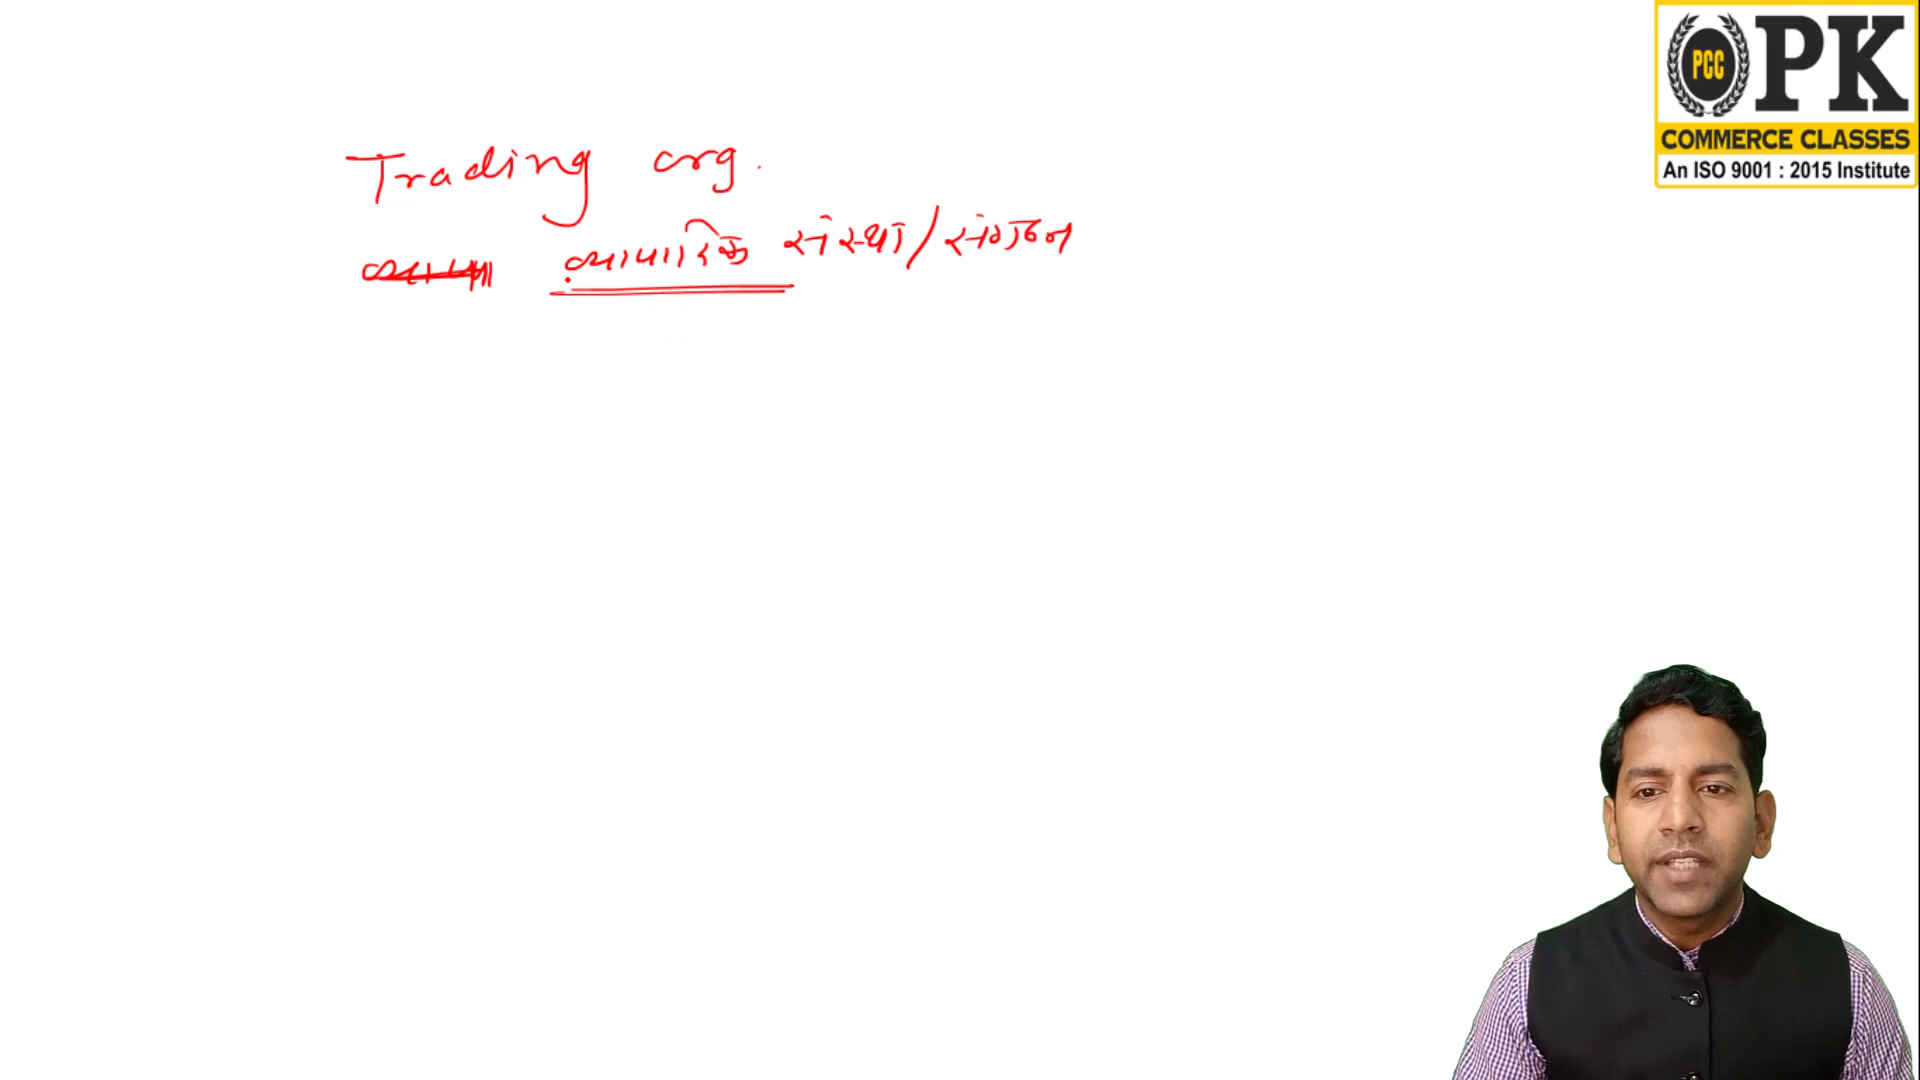 Trading org.
व्यापारिक संस्था/संगठन
PCC
PK
COMMERCE CLASSES
An ISO 9001 : 2015 Institute